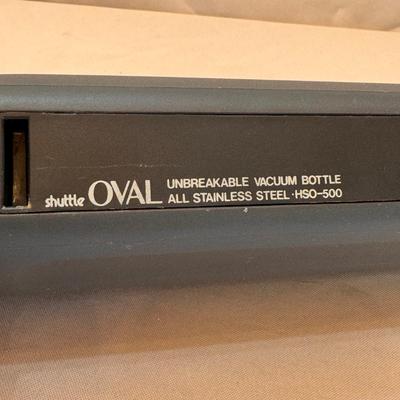 shuttle OVAL UNBREAKABLE VACUUM BOTTLE
ALL STAINLESS STEEL·HSO-500